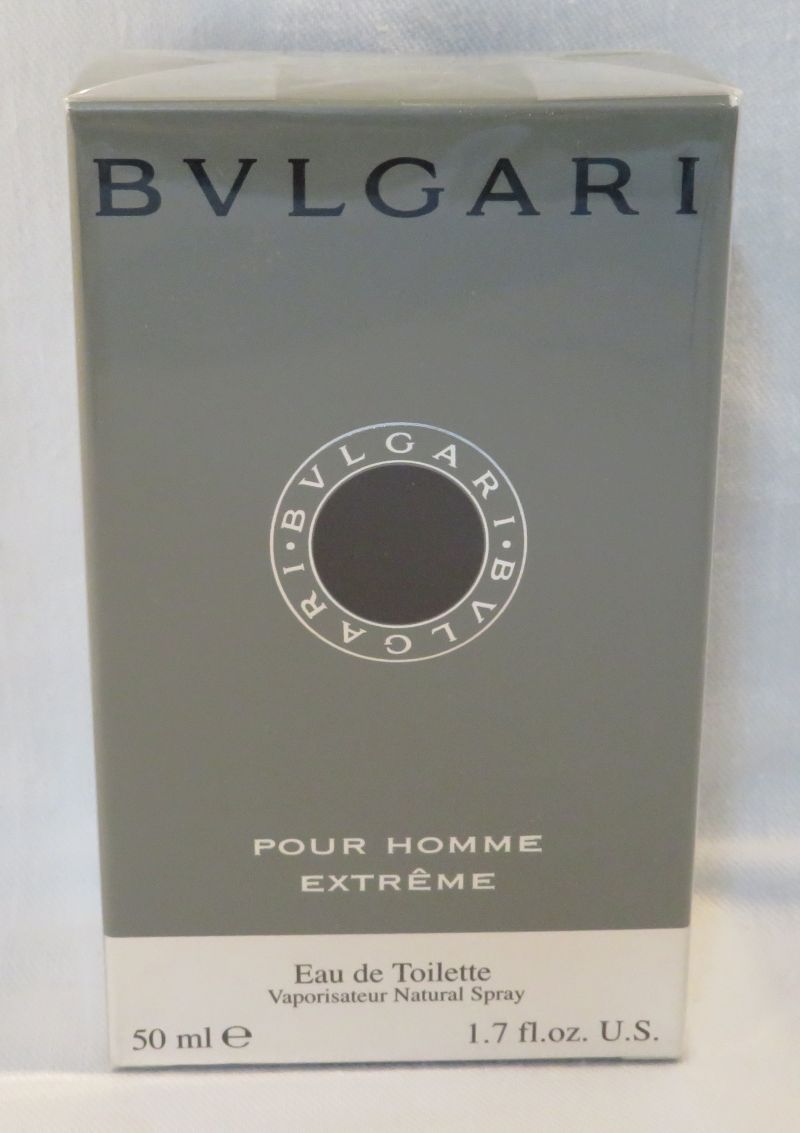 BVLGARI
BVLGARI · BVLGARI ·
POUR HOMME
EXTRÊME
Eau de Toilette
Vaporisateur Natural Spray
50 ml ℮
1.7 fl.oz. U.S.